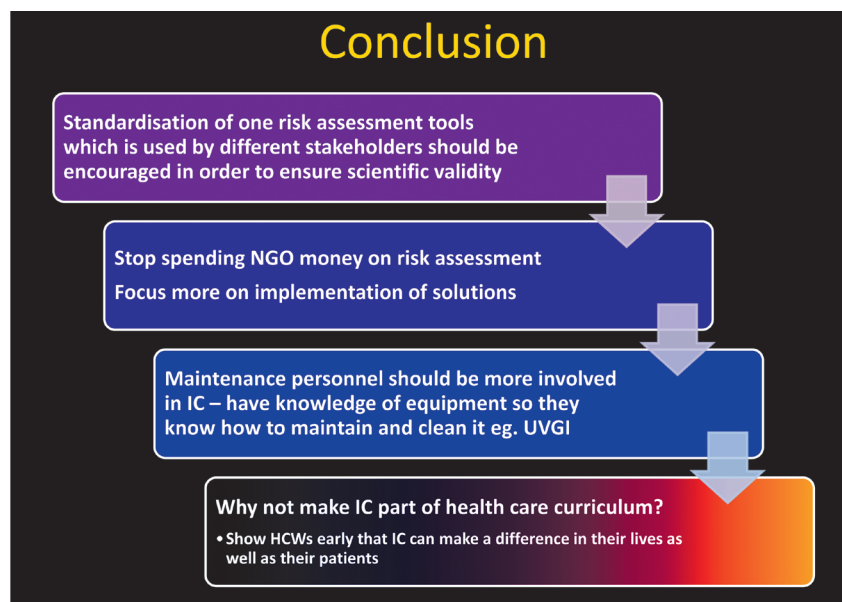 Conclusion
Standardisation of one risk assessment tools
which is used by different stakeholders should be
encouraged in order to ensure scientific validity
Stop spending NGO money on risk assessment
Focus more on implementation of solutions
Maintenance personnel should be more involved
in IC – have knowledge of equipment so they
know how to maintain and clean it eg. UVGI
Why not make IC part of health care curriculum?
• Show HCWs early that IC can make a difference in their lives as
well as their patients